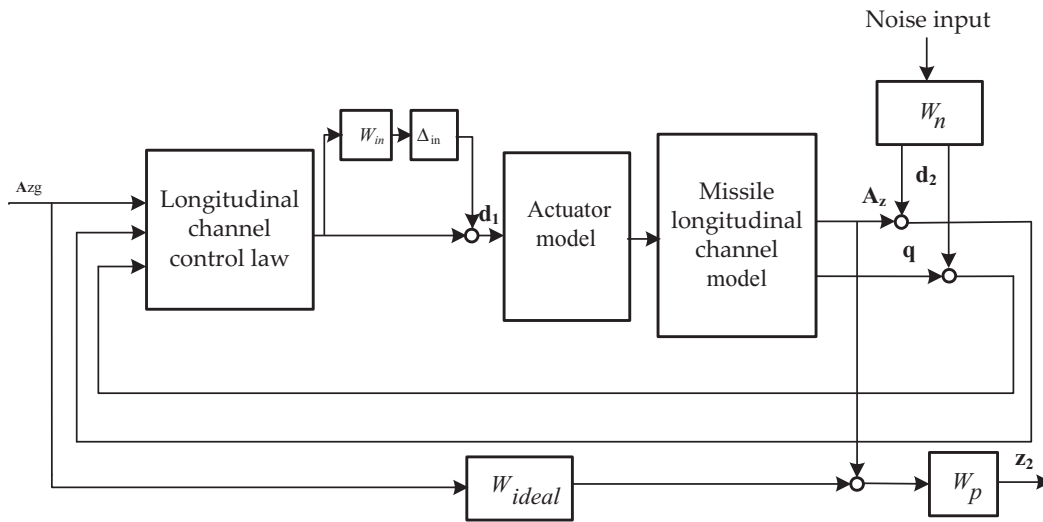 Noise input
W_n
d_2
W_in
Δ_in
Azg
Longitudinal
channel
control law
d_1
Actuator
model
Missile
longitudinal
channel
model
A_z
q
W_ideal
W_p
z_2